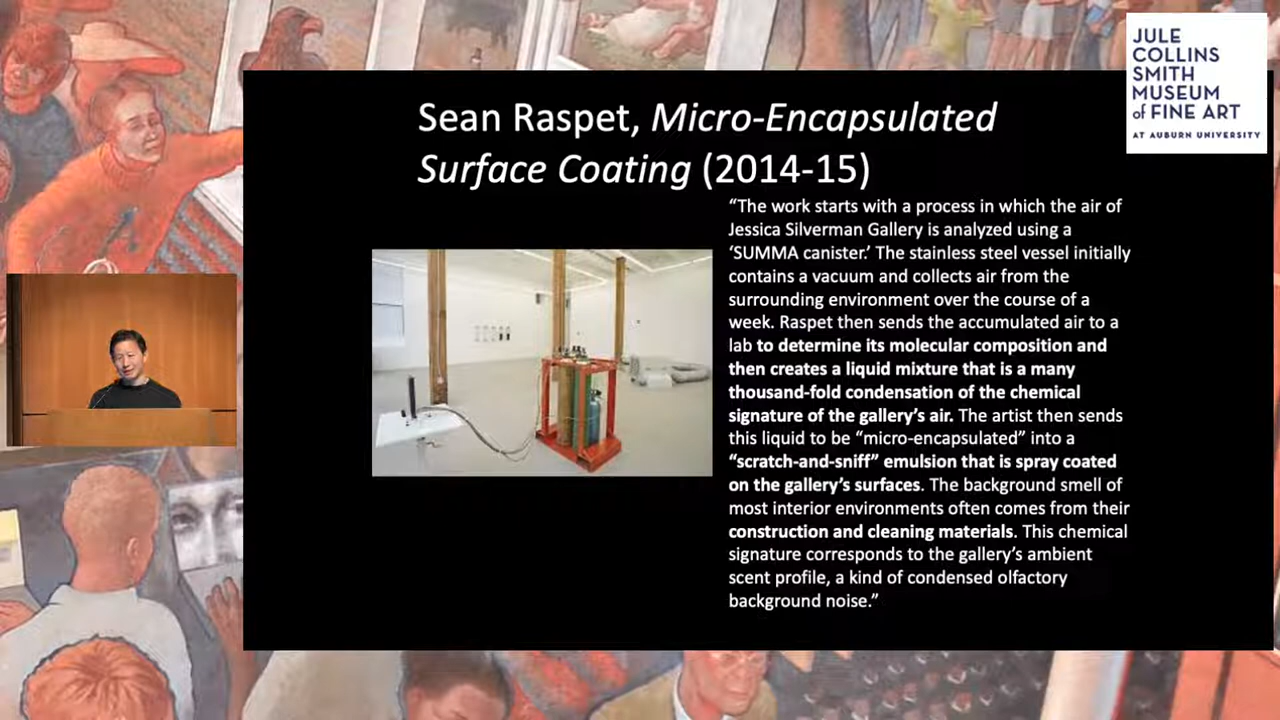 JULE
COLLINS
SMITH
MUSEUM
of FINE ART
AT AUBURN UNIVERSITY
Sean Raspet, Micro-Encapsulated
Surface Coating (2014-15)
“The work starts with a process in which the air of
Jessica Silverman Gallery is analyzed using a
‘SUMMA canister.’ The stainless steel vessel initially
contains a vacuum and collects air from the
surrounding environment over the course of a
week. Raspet then sends the accumulated air to a
lab to determine its molecular composition and
then creates a liquid mixture that is a many
thousand-fold condensation of the chemical
signature of the gallery’s air. The artist then sends
this liquid to be “micro-encapsulated” into a
“scratch-and-sniff” emulsion that is spray coated
on the gallery’s surfaces. The background smell of
most interior environments often comes from their
construction and cleaning materials. This chemical
signature corresponds to the gallery’s ambient
scent profile, a kind of condensed olfactory
background noise.”